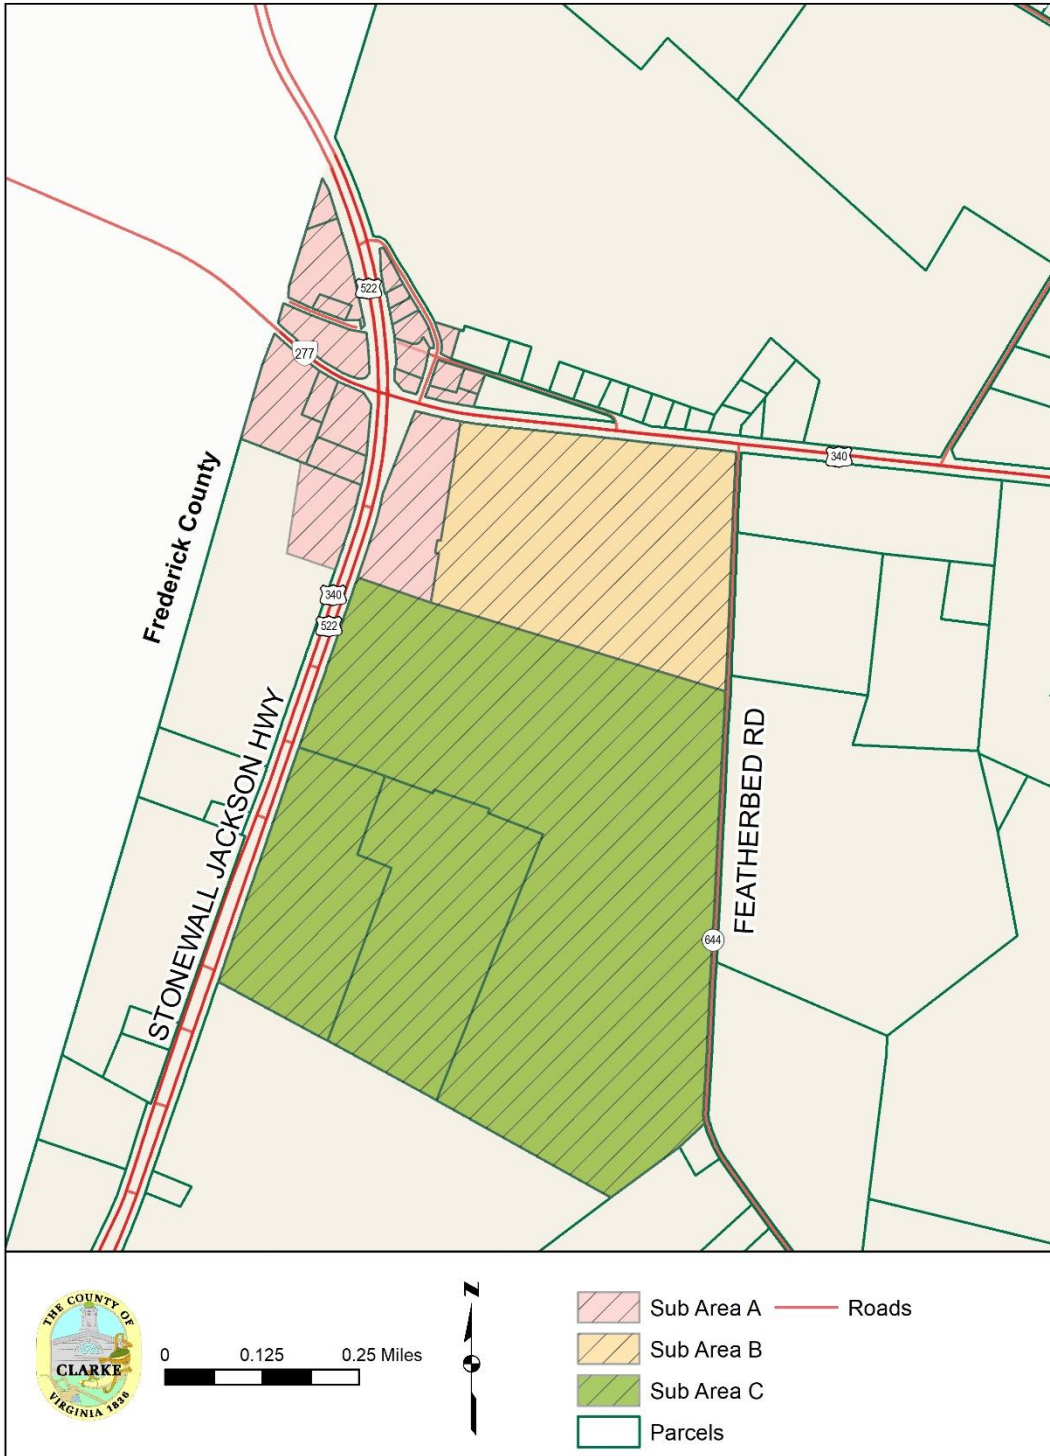 522
277
340
Frederick County
340
522
STONEWALL JACKSON HWY
FEATHERBED RD
644
THE COUNTY OF
CLARKE
VIRGINIA 1836
0 0.125 0.25 Miles
N
Sub Area A
Roads
Sub Area B
Sub Area C
Parcels